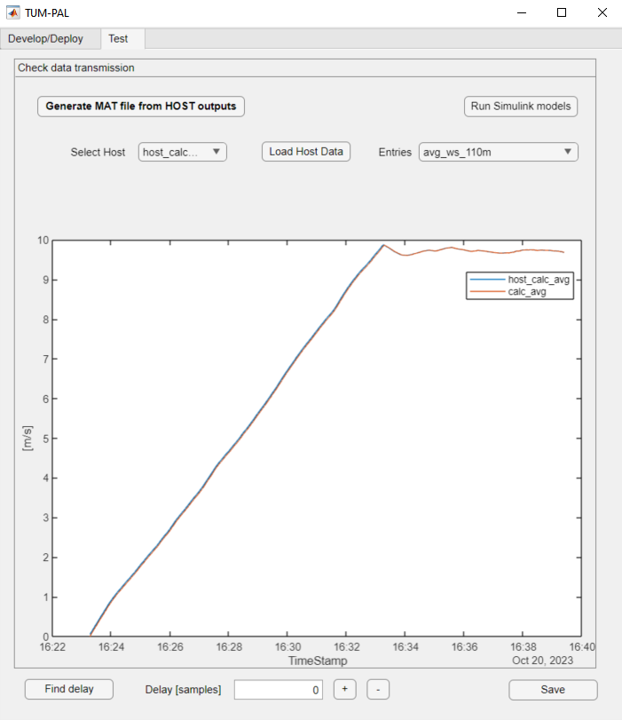 TUM-PAL
Develop/Deploy Test
Check data transmission
Generate MAT file from HOST outputs Run Simulink models
Select Host host_calc... Load Host Data Entries avg_ws_110m
10
9
8
7
6
5
4
3
2
1
0
[m/s]
host_calc_avg
calc_avg
16:22 16:24 16:26 16:28 16:30 16:32 16:34 16:36 16:38 16:40
TimeStamp Oct 20, 2023
Find delay Delay [samples] 0 + - Save